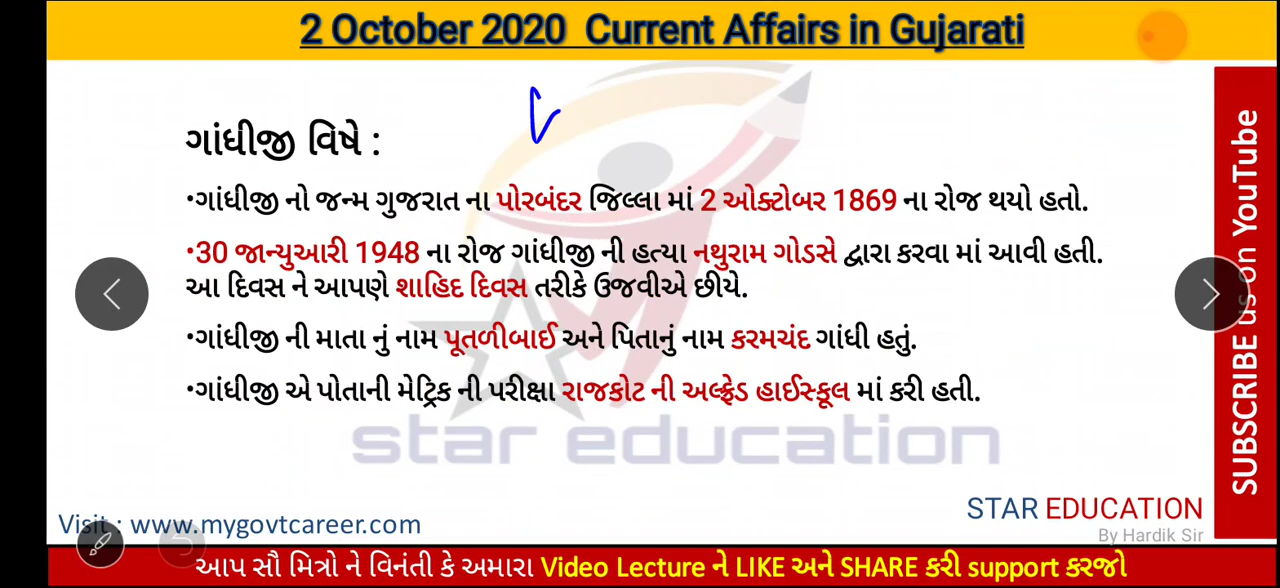 2 October 2020 Current Affairs in Gujarati
ગાંધીજી વિષે :
•ગાંધીજી નો જન્મ ગુજરાત ના પોરબંદર જિલ્લા માં 2 ઓક્ટોબર 1869 ના રોજ થયો હતો.
•30 જાન્યુઆરી 1948 ના રોજ ગાંધીજી ની હત્યા નથુરામ ગોડસે દ્વારા કરવા માં આવી હતી.
આ દિવસ ને આપણે શાહિદ દિવસ તરીકે ઉજવીએ છીયે.
•ગાંધીજી ની માતા નું નામ પૂતળીબાઈ અને પિતાનું નામ કરમચંદ ગાંધી હતું.
•ગાંધીજી એ પોતાની મેટ્રિક ની પરીક્ષા રાજકોટ ની અલ્ફ્રેડ હાઈસ્કૂલ માં કરી હતી.
star education
STAR EDUCATION
By Hardik Sir
Visit : www.mygovtcareer.com
આપ સૌ મિત્રો ને વિનંતી કે અમારા Video Lecture ને LIKE અને SHARE કરી support કરજો
SUBSCRIBE us on YouTube